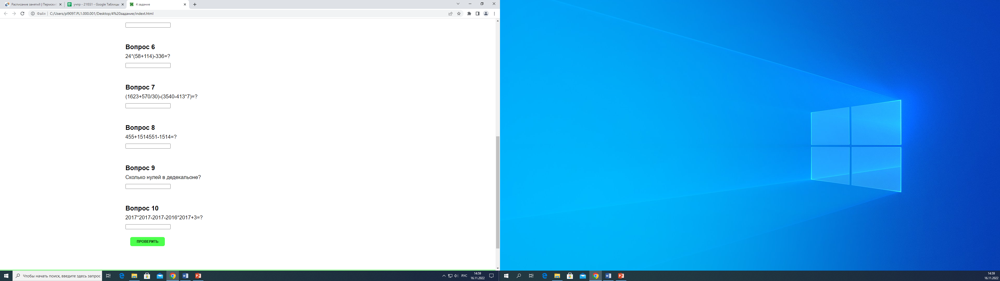 Расписание занятий | Пермский
учпр - 21ISS1 - Google Таблицы
4 задание
Файл
C:/Users/pl9097.PL1.000.001/Desktop/4%20задание/indext.html
Вопрос 6
24*(58+114)-336=?
Вопрос 7
(1623+570/30)-(3540-413*7)=?
Вопрос 8
455+1514551-1514=?
Вопрос 9
Сколько нулей в дедекальоне?
Вопрос 10
2017*2017-2017-2016*2017+3=?
ПРОВЕРИТЬ
Чтобы начать поиск, введите здесь запрос
РУС
14:59
16.11.2022
14:59
16.11.2022